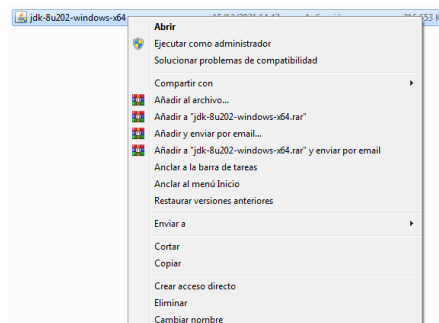 jdk-8u202-windows-x64
Abrir
Ejecutar como administrador
Solucionar problemas de compatibilidad
Compartir con
Añadir al archivo...
Añadir a "jdk-8u202-windows-x64.rar"
Añadir y enviar por email...
Añadir a "jdk-8u202-windows-x64.rar" y enviar por email
Anclar a la barra de tareas
Anclar al menú Inicio
Restaurar versiones anteriores
Enviar a
Cortar
Copiar
Crear acceso directo
Eliminar
Cambiar nombre